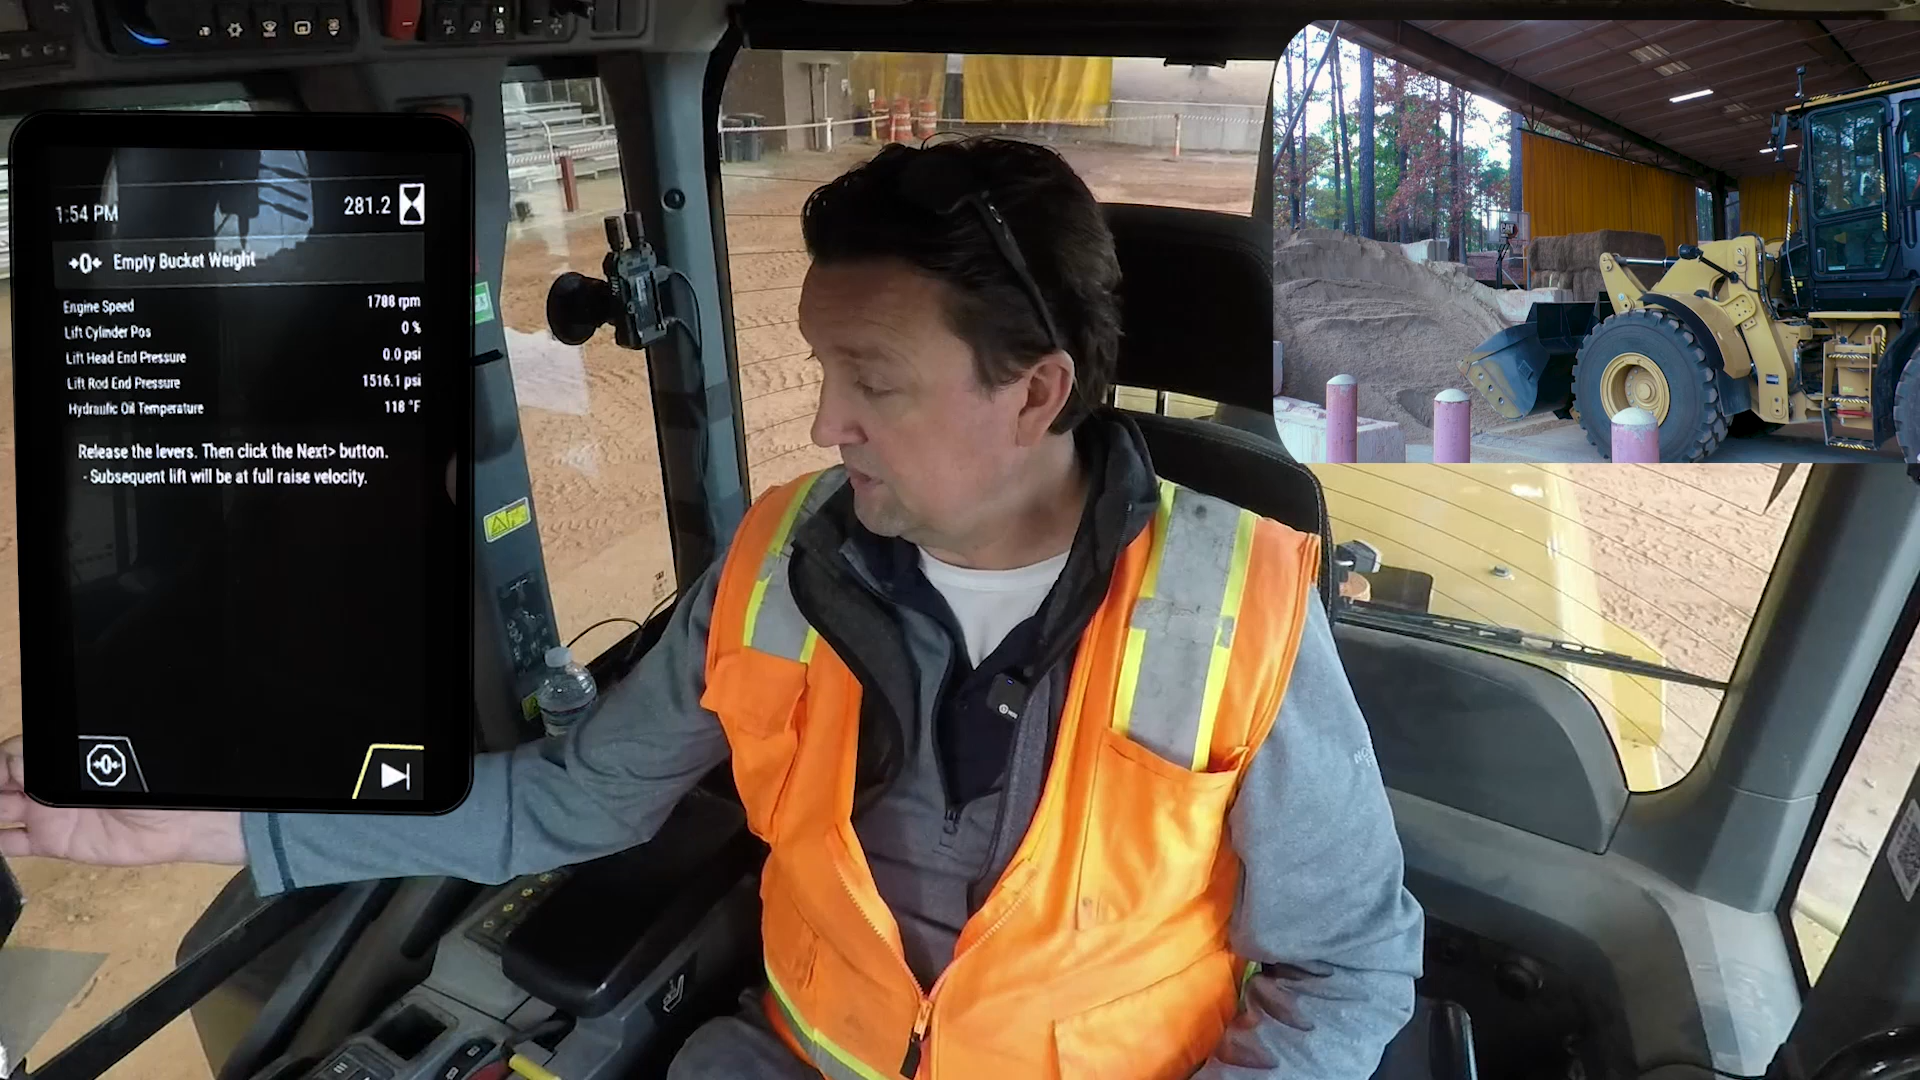 1:54 PM
281.2
Empty Bucket Weight
Engine Speed 1788 rpm
Lift Cylinder Pos 0 %
Lift Head End Pressure 0.0 psi
Lift Rod End Pressure 1516.1 psi
Hydraulic Oil Temperature 118 °F
Release the levers. Then click the Next> button.
- Subsequent lift will be at full raise velocity.
CAT